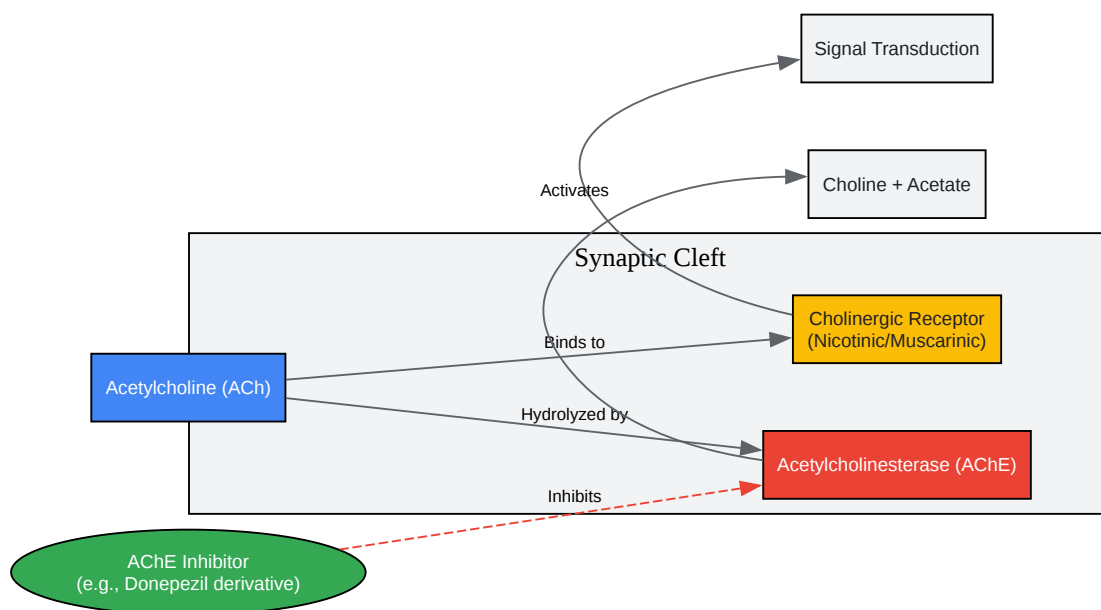 Signal Transduction
Choline + Acetate
Activates
Synaptic Cleft
Cholinergic Receptor
(Nicotinic/Muscarinic)
Binds to
Acetylcholine (ACh)
Hydrolyzed by
Acetylcholinesterase (AChE)
Inhibits
AChE Inhibitor
(e.g., Donepezil derivative)